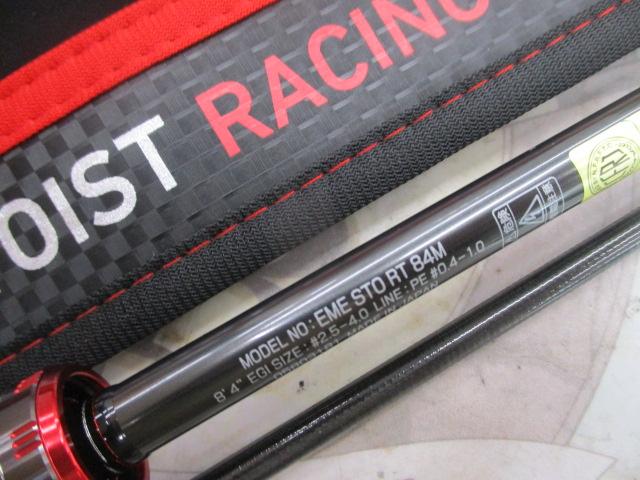 OIST RACING
MODEL NO : EME STO RT 84M
8'4" EGI SIZE : #2.5-4.0 LINE : PE #0.4-1.0
MADE IN JAPAN